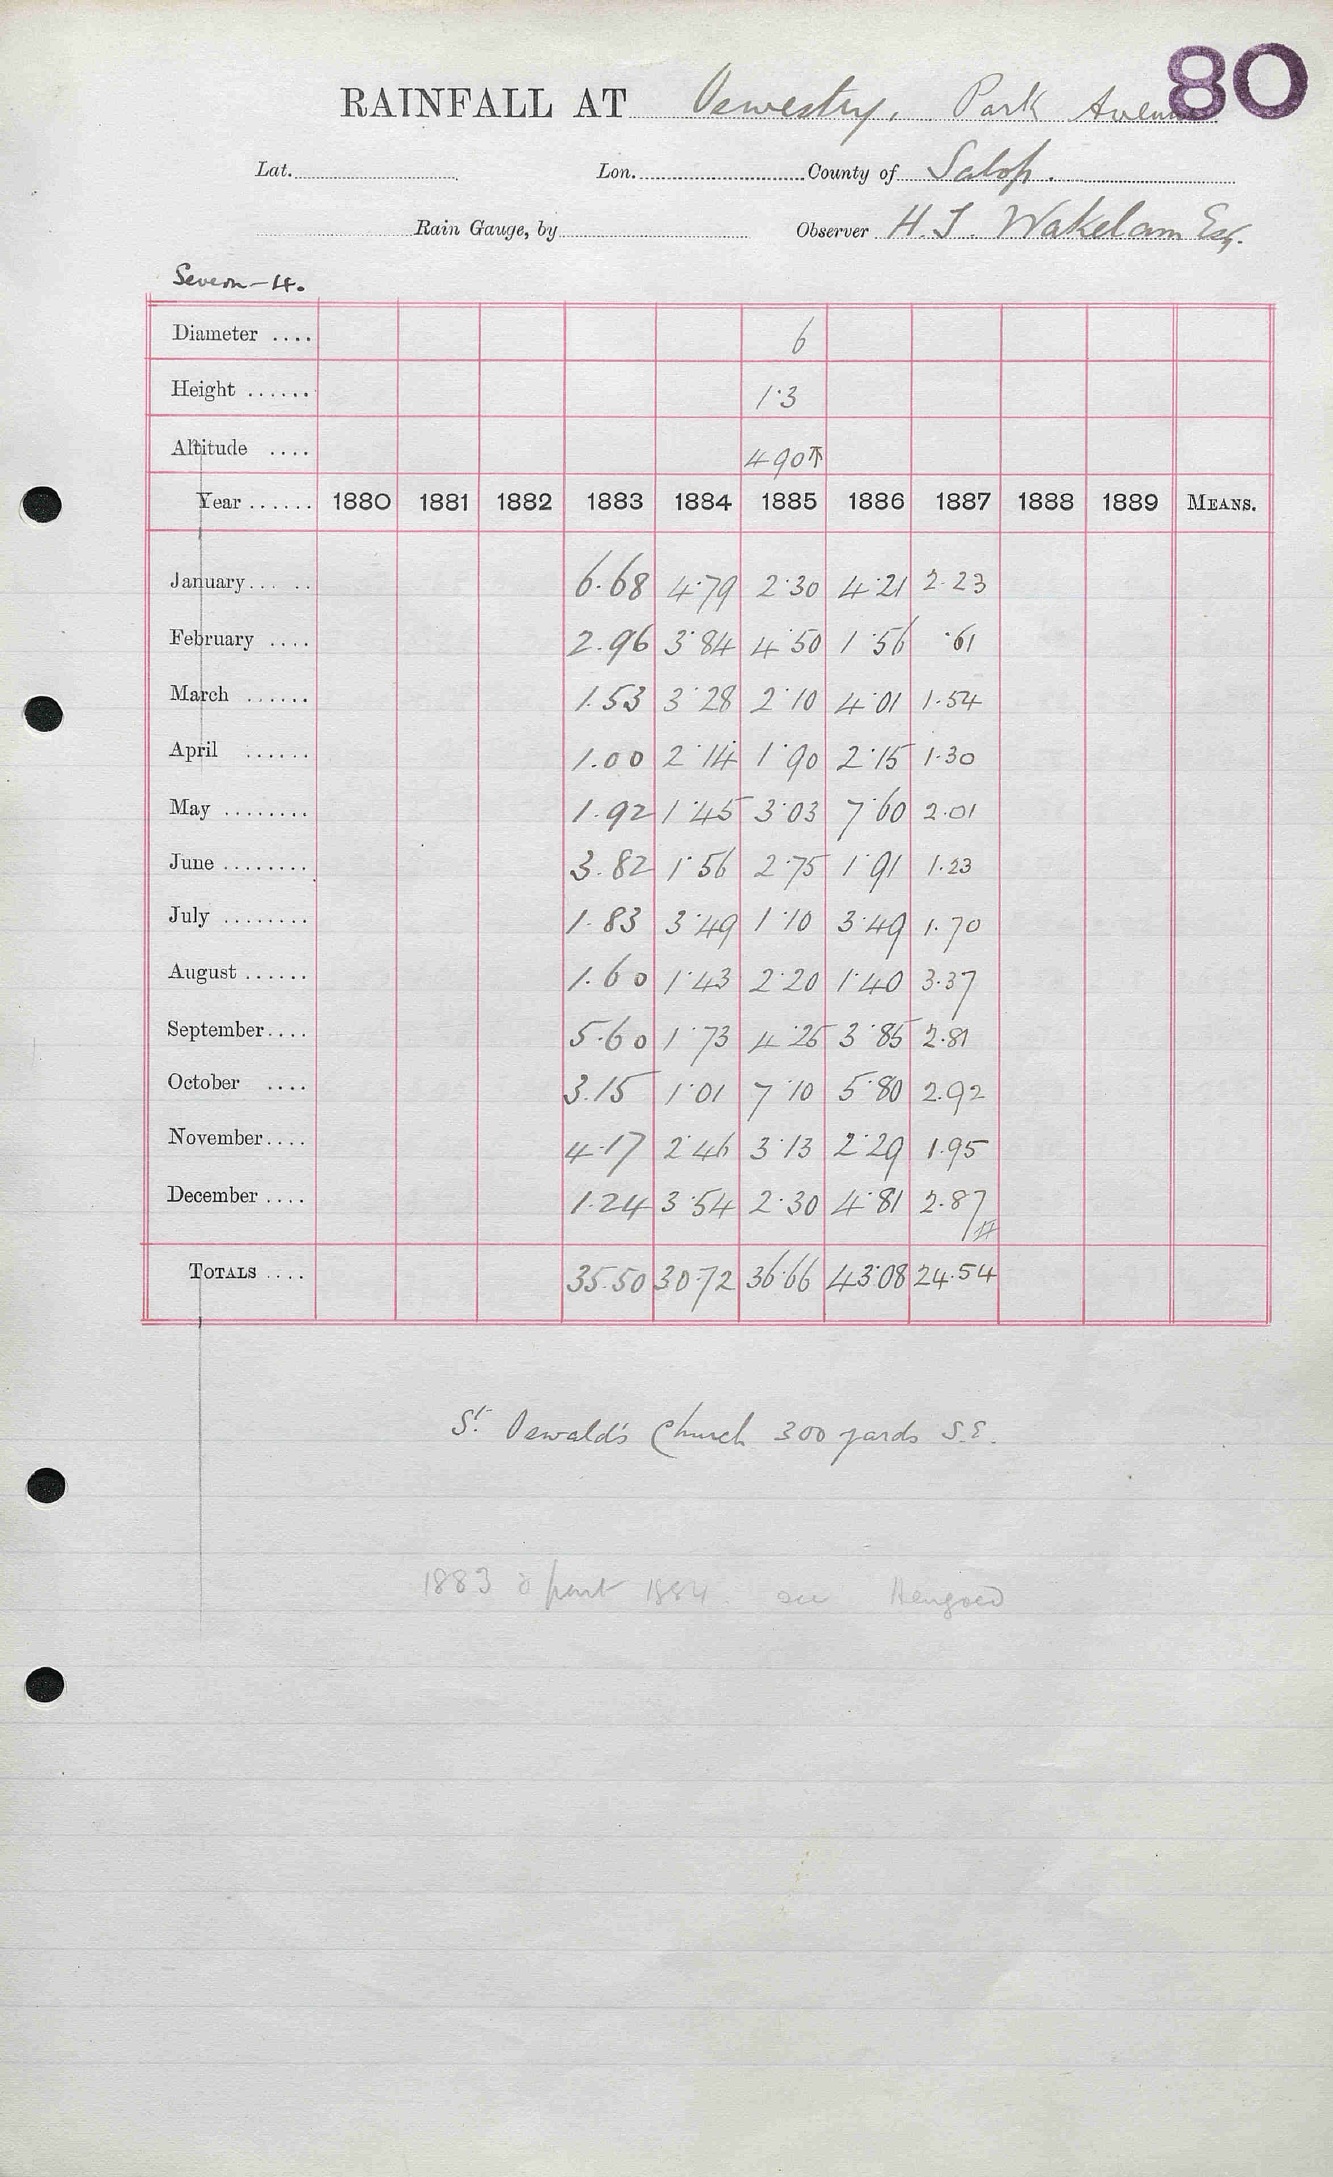 80
RAINFALL AT Oswestry, Park Avenue
Lat. Lon. County of Salop.
Rain Gauge, by Observer H. J. Wakelam Esq.
Severn-4.
Diameter .... 6
Height ...... 1·3
Altitude .... 490
Year ...... 1880 1881 1882 1883 1884 1885 1886 1887 1888 1889 MEANS.
January... .. 6.68 4·79 2·30 4·21 2.23
February .... 2.96 3·84 4·50 1·56 ·61
March ...... 1.53 3·28 2·10 4·01 1.54
April ...... 1.00 2·14 1·90 2·15 1.30
May ........ 1.92 1·45 3·03 7·60 2.01
June ........ 3.82 1·56 2·75 1·91 1.23
July ........ 1.83 3·49 1·10 3·49 1.70
August ...... 1.60 1·43 2·20 1·40 3.37
September.... 5.60 1·73 4·25 3·85 2.81
October .... 3.15 1·01 7·10 5·80 2.92
November.... 4.17 2·46 3·13 2·29 1.95
December .... 1.24 3·54 2·30 4·81 2.87
TOTALS .... 35.50 30·72 36·66 43·08 24.54
St. Oswald's Church 300 yards S.E.
1883 & part 1884. see Hengoed